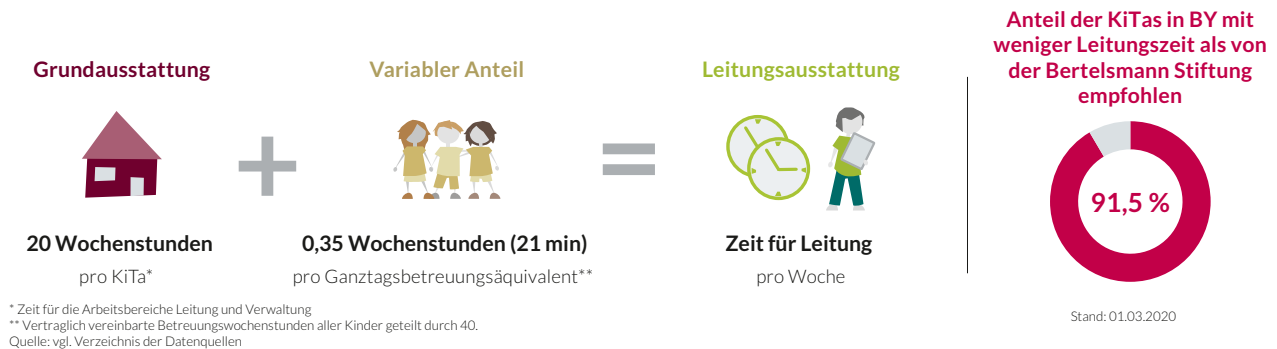 Grundausstattung
20 Wochenstunden
pro KiTa*
Variabler Anteil
0,35 Wochenstunden (21 min)
pro Ganztagsbetreuungsäquivalent**
Leitungsausstattung
Zeit für Leitung
pro Woche
Anteil der KiTas in BY mit
weniger Leitungszeit als von
der Bertelsmann Stiftung
empfohlen
91,5 %
Stand: 01.03.2020
* Zeit für die Arbeitsbereiche Leitung und Verwaltung
** Vertraglich vereinbarte Betreuungswochenstunden aller Kinder geteilt durch 40.
Quelle: vgl. Verzeichnis der Datenquellen